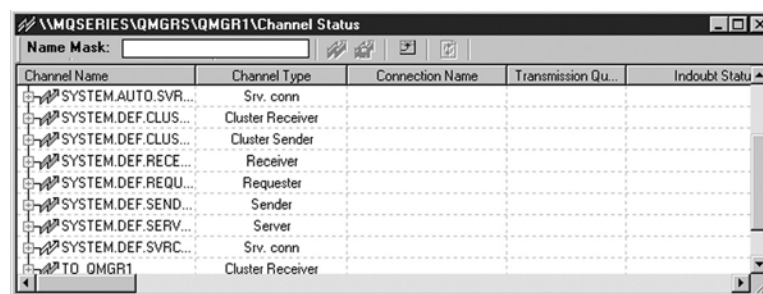 \\MQSERIES\QMGRS\QMGR1\Channel Status
Name Mask:
Channel Name Channel Type Connection Name Transmission Qu... Indoubt Statu
SYSTEM.AUTO.SVR... Srv. conn
SYSTEM.DEF.CLUS... Cluster Receiver
SYSTEM.DEF.CLUS... Cluster Sender
SYSTEM.DEF.RECE... Receiver
SYSTEM.DEF.REQU... Requester
SYSTEM.DEF.SEND... Sender
SYSTEM.DEF.SERV... Server
SYSTEM.DEF.SVRC... Srv. conn
TO_QMGR1 Cluster Receiver